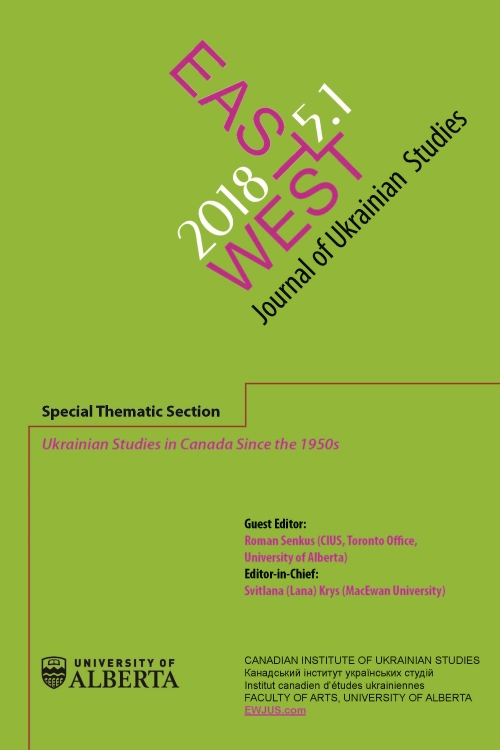 EAST
2018 5.1
WEST
Journal of Ukrainian Studies
Special Thematic Section
Ukrainian Studies in Canada Since the 1950s
Guest Editor:
Roman Senkus (CIUS, Toronto Office,
University of Alberta)
Editor-in-Chief:
Svitlana (Lana) Krys (MacEwan University)
UNIVERSITY OF
ALBERTA
CANADIAN INSTITUTE OF UKRAINIAN STUDIES
Канадський інститут українських студій
Institut canadien d'études ukrainiennes
FACULTY OF ARTS, UNIVERSITY OF ALBERTA
EWJUS.com